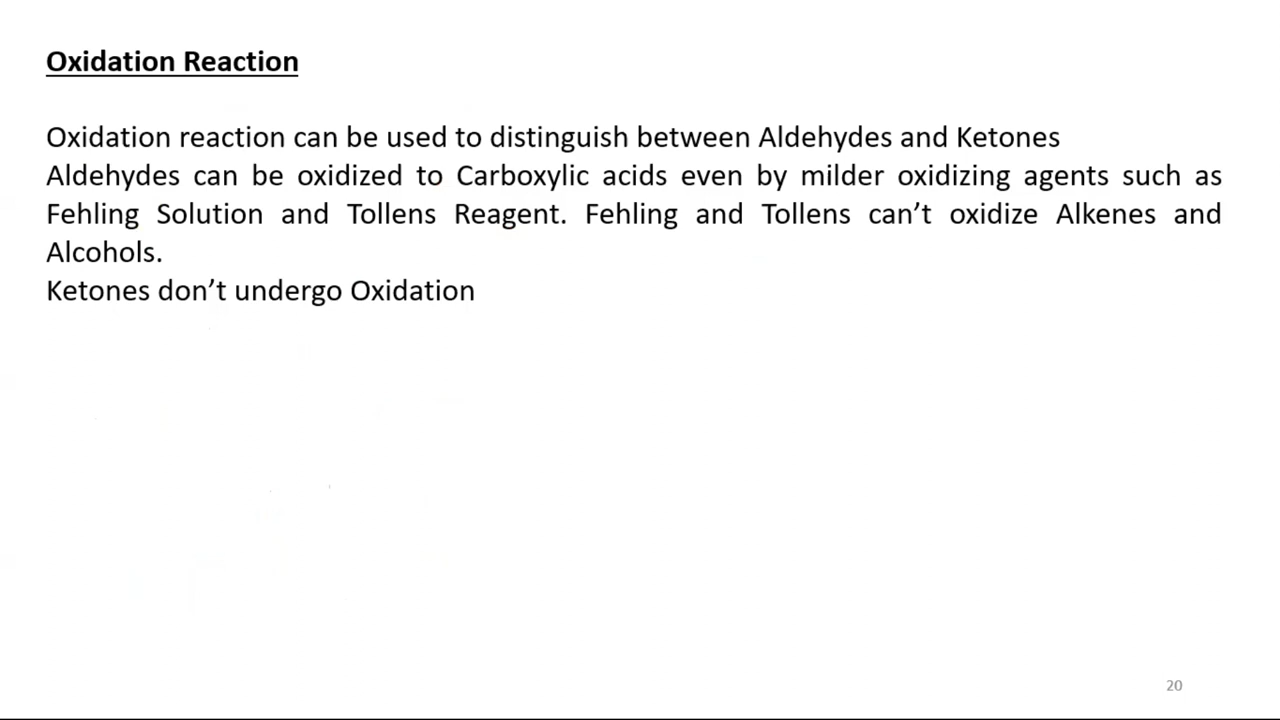 Oxidation Reaction
Oxidation reaction can be used to distinguish between Aldehydes and Ketones
Aldehydes can be oxidized to Carboxylic acids even by milder oxidizing agents such as
Fehling Solution and Tollens Reagent. Fehling and Tollens can’t oxidize Alkenes and
Alcohols.
Ketones don’t undergo Oxidation
20